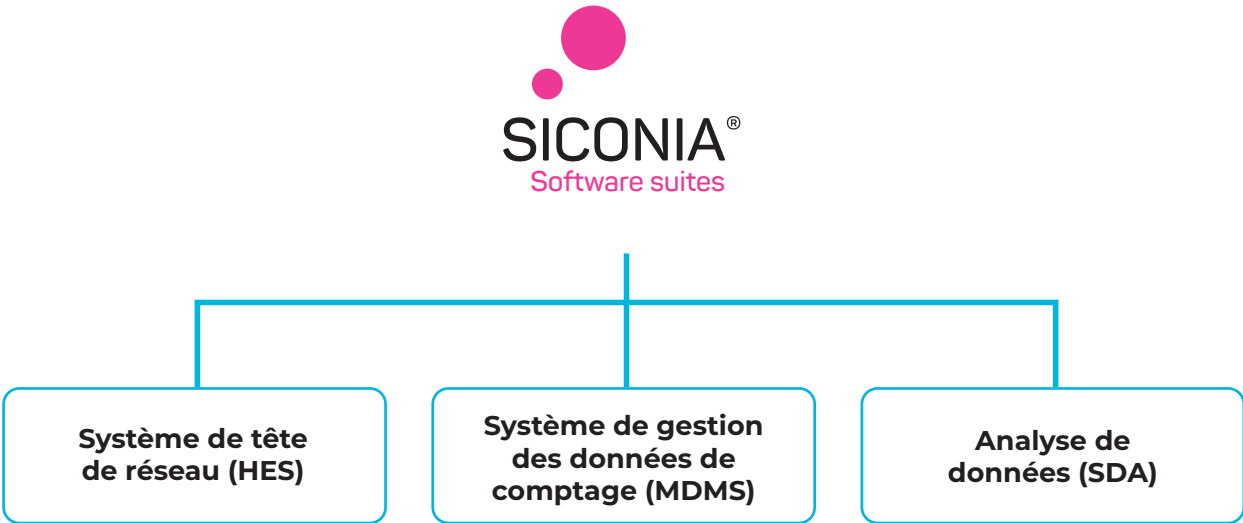 SICONIA®
Software suites
Système de tête
de réseau (HES)
Système de gestion
des données de
comptage (MDMS)
Analyse de
données (SDA)